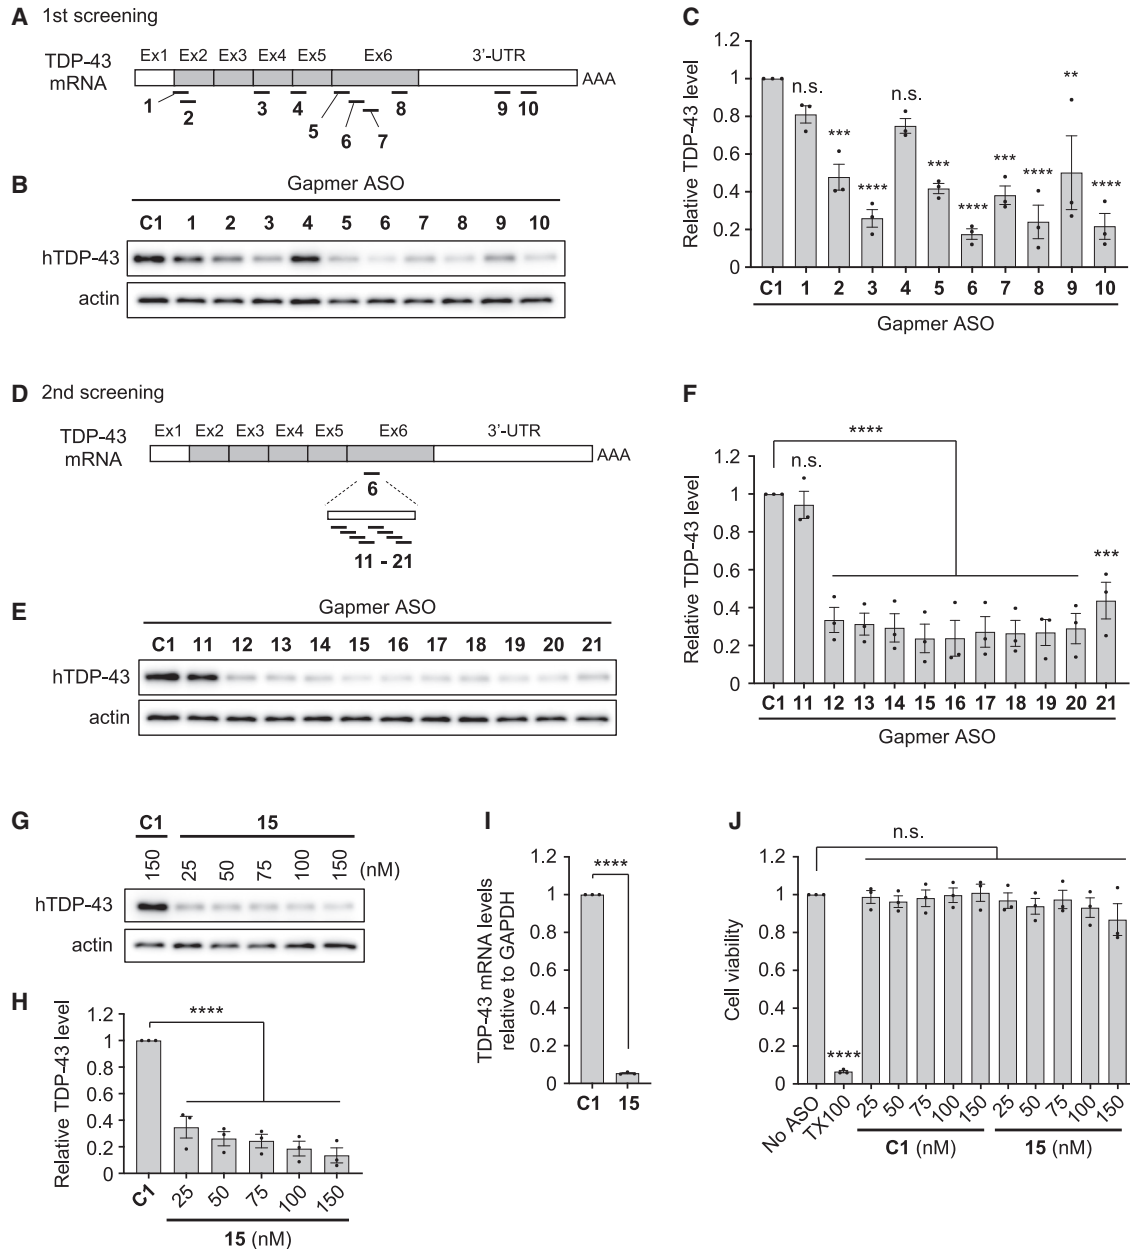 A 1st screening
TDP-43
mRNA
Ex1 Ex2 Ex3 Ex4 Ex5 Ex6 3'-UTR
AAA
1 2 3 4 5 6 7 8 9 10
B
Gapmer ASO
C1 1 2 3 4 5 6 7 8 9 10
hTDP-43
actin
C
Relative TDP-43 level
1.2
1
0.8
0.6
0.4
0.2
0
n.s. *** **** n.s. *** **** *** **** ** ****
C1 1 2 3 4 5 6 7 8 9 10
Gapmer ASO
D 2nd screening
TDP-43
mRNA
Ex1 Ex2 Ex3 Ex4 Ex5 Ex6 3'-UTR
AAA
6
11 - 21
E
Gapmer ASO
C1 11 12 13 14 15 16 17 18 19 20 21
hTDP-43
actin
F
Relative TDP-43 level
1.2
1
0.8
0.6
0.4
0.2
0
****
n.s.
***
C1 11 12 13 14 15 16 17 18 19 20 21
Gapmer ASO
G
C1 15
150 25 50 75 100 150 (nM)
hTDP-43
actin
H
Relative TDP-43 level
1.2
1
0.8
0.6
0.4
0.2
0
****
C1 25 50 75 100 150
15 (nM)
I
TDP-43 mRNA levels
relative to GAPDH
1.2
1
0.8
0.6
0.4
0.2
0
****
C1 15
J
Cell viability
1.2
1
0.8
0.6
0.4
0.2
0
n.s.
****
No ASO TX100 25 50 75 100 150 25 50 75 100 150
C1 (nM) 15 (nM)